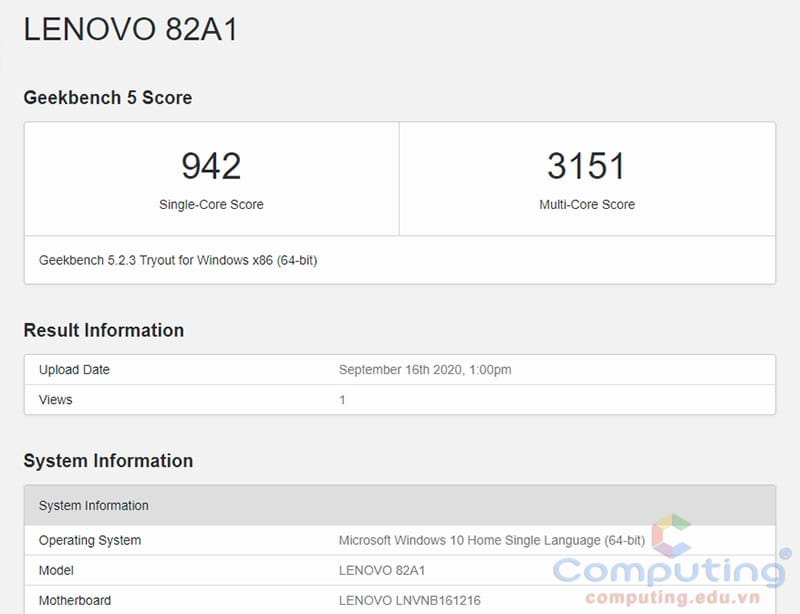 LENOVO 82A1
Geekbench 5 Score
942 3151
Single-Core Score Multi-Core Score
Geekbench 5.2.3 Tryout for Windows x86 (64-bit)
Result Information
Upload Date September 16th 2020, 1:00pm
Views 1
System Information
System Information
Operating System Microsoft Windows 10 Home Single Language (64-bit)
Model LENOVO 82A1
Motherboard LENOVO LNVNB161216
Computing®
computing.edu.vn